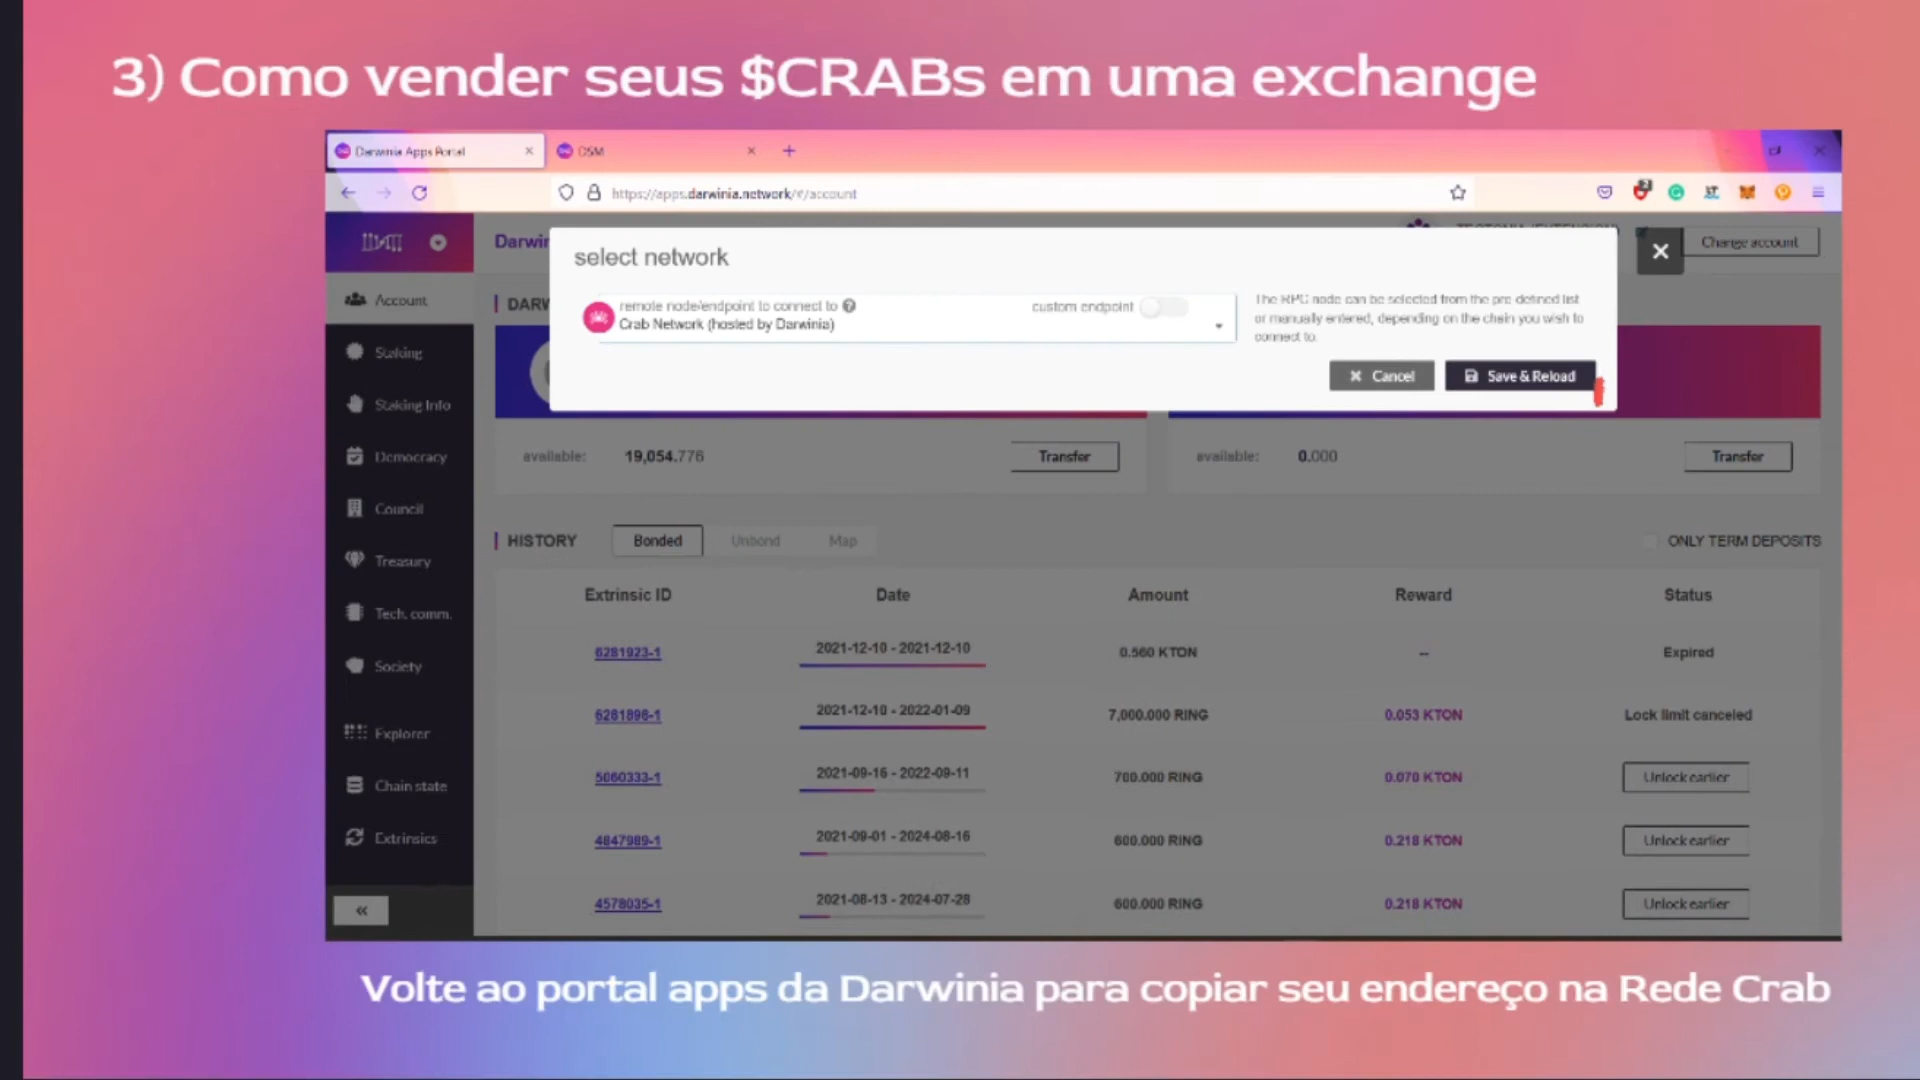 3) Como vender seus $CRABs em uma exchange
Darwinia Apps Portal
DSM
https://apps.darwinia.network/#/account
Change account
select network
remote node/endpoint to connect to
Crab Network (hosted by Darwinia)
custom endpoint
The RPC node can be selected from the pre-defined list
or manually entered, depending on the chain you wish to
connect to.
Cancel
Save & Reload
Account
Staking
Staking Info
Democracy
Council
Treasury
Tech. comm.
Society
Explorer
Chain state
Extrinsics
available: 19,054.776 Transfer
available: 0.000 Transfer
HISTORY Bonded Unbond Map ONLY TERM DEPOSITS
Extrinsic ID Date Amount Reward Status
6281923-1 2021-12-10 - 2021-12-10 0.560 KTON -- Expired
6281898-1 2021-12-10 - 2022-01-09 7,000.000 RING 0.053 KTON Lock limit canceled
5060333-1 2021-09-16 - 2022-09-11 700.000 RING 0.070 KTON Unlock earlier
4847989-1 2021-09-01 - 2024-08-16 600.000 RING 0.218 KTON Unlock earlier
4578035-1 2021-08-13 - 2024-07-28 600.000 RING 0.218 KTON Unlock earlier
Volte ao portal apps da Darwinia para copiar seu endereço na Rede Crab